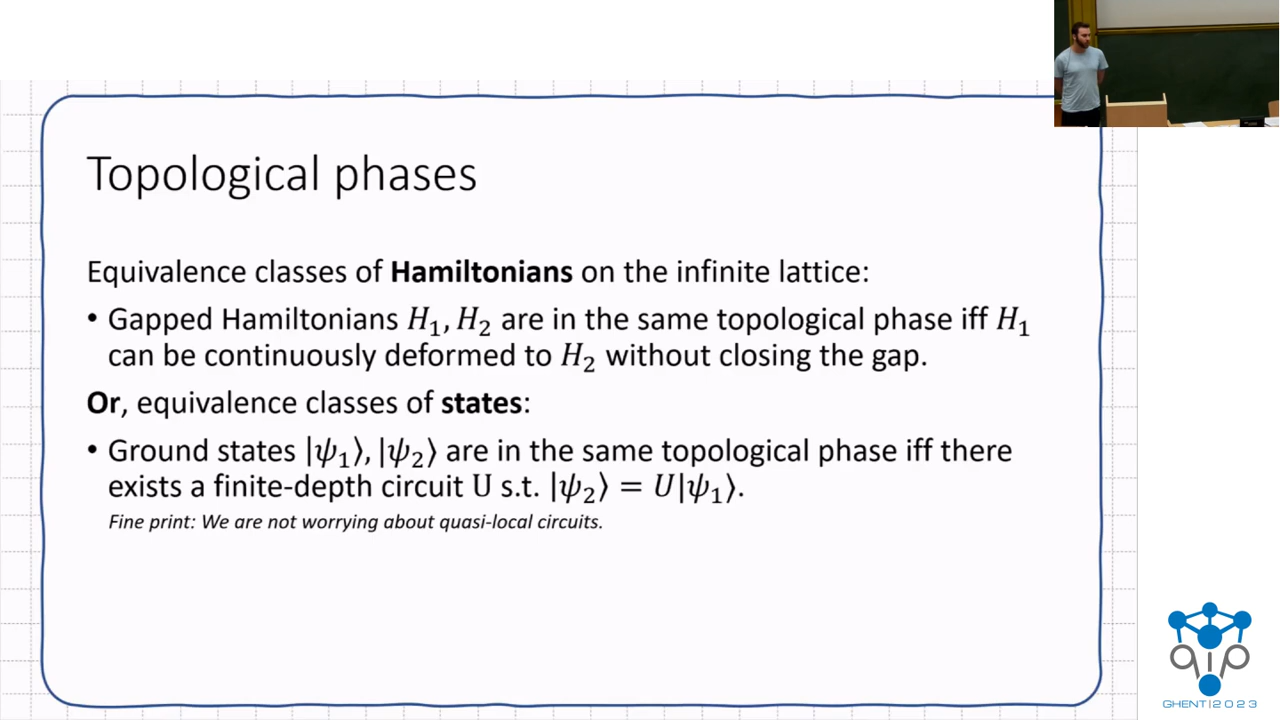 Topological phases
Equivalence classes of Hamiltonians on the infinite lattice:
• Gapped Hamiltonians H₁, H₂ are in the same topological phase iff H₁
can be continuously deformed to H₂ without closing the gap.
Or, equivalence classes of states:
• Ground states |ψ₁⟩, |ψ₂⟩ are in the same topological phase iff there
exists a finite-depth circuit U s.t. |ψ₂⟩ = U|ψ₁⟩.
Fine print: We are not worrying about quasi-local circuits.
qip
GHENT|2023